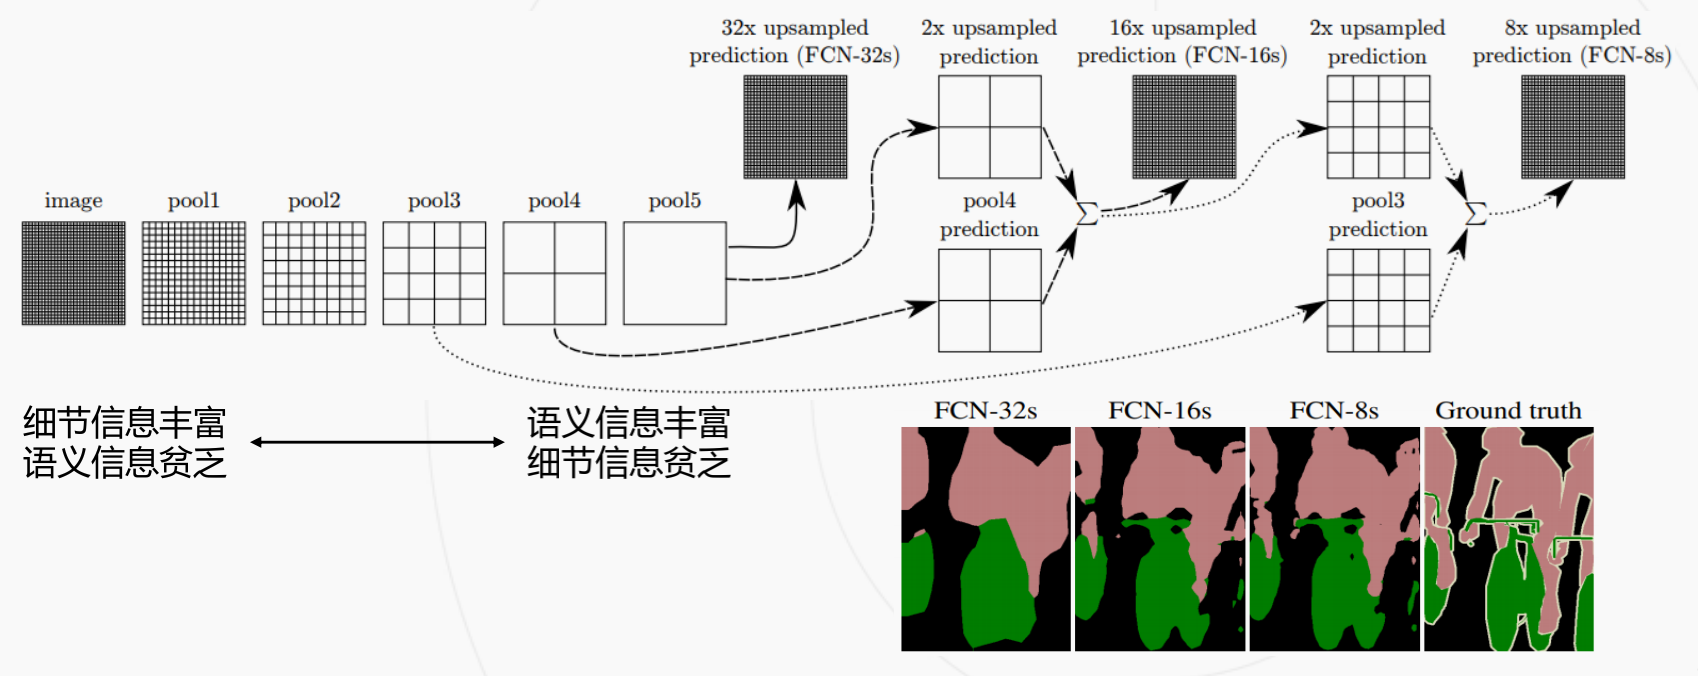 32x upsampled
prediction (FCN-32s)
2x upsampled
prediction
16x upsampled
prediction (FCN-16s)
2x upsampled
prediction
8x upsampled
prediction (FCN-8s)
image
pool1
pool2
pool3
pool4
pool5
pool4
prediction
∑
pool3
prediction
∑
细节信息丰富
语义信息贫乏
语义信息丰富
细节信息贫乏
FCN-32s
FCN-16s
FCN-8s
Ground truth